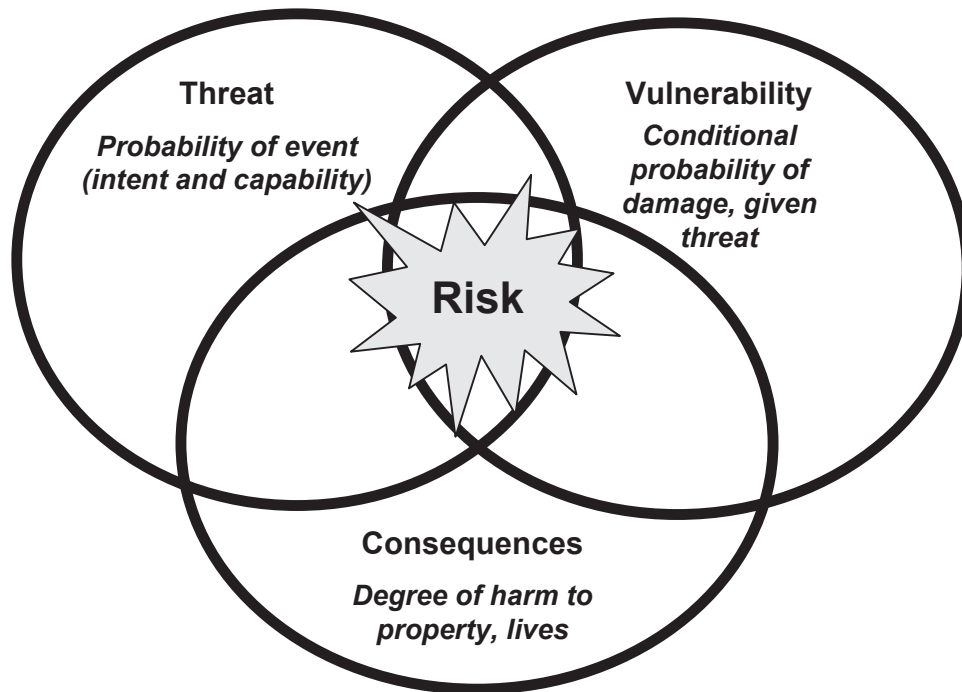 Threat
Probability of event
(intent and capability)
Vulnerability
Conditional
probability of
damage, given
threat
Risk
Consequences
Degree of harm to
property, lives